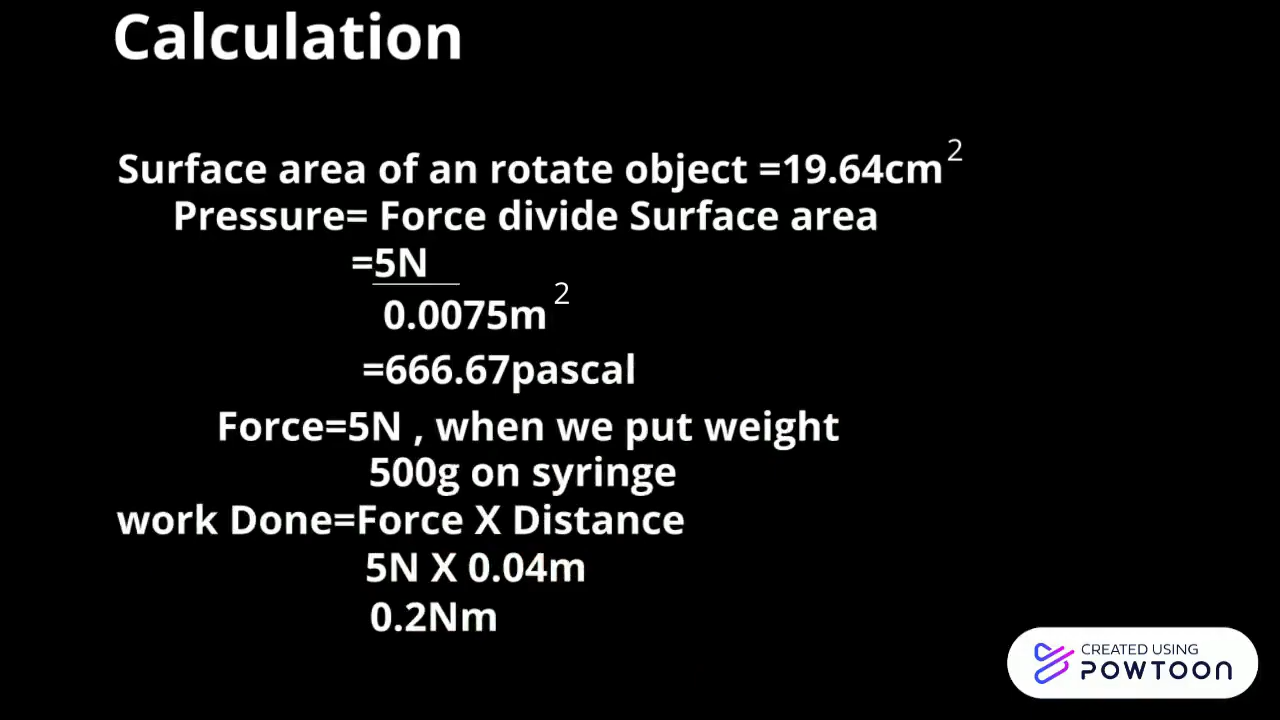 Calculation
Surface area of an rotate object =19.64cm²
Pressure= Force divide Surface area
=5N
0.0075m²
=666.67pascal
Force=5N , when we put weight
500g on syringe
work Done=Force X Distance
5N X 0.04m
0.2Nm
CREATED USING
POWTOON